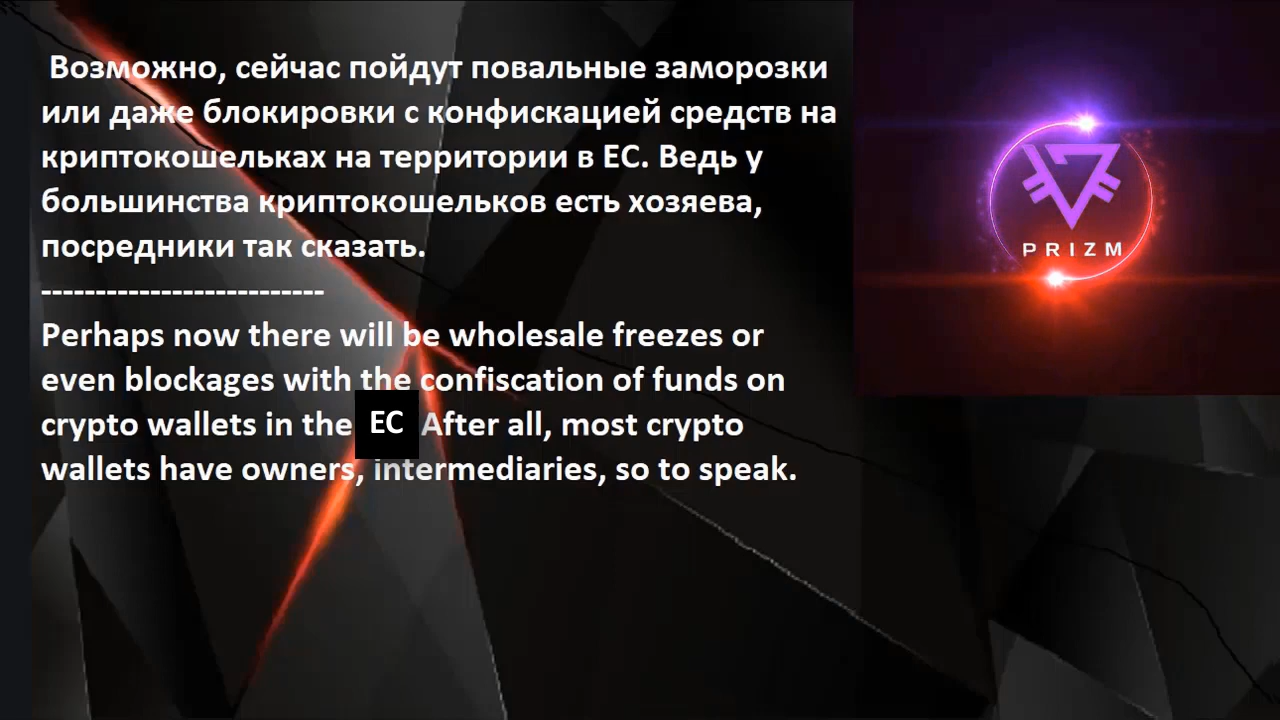 Возможно, сейчас пойдут повальные заморозки
или даже блокировки с конфискацией средств на
криптокошельках на территории в ЕС. Ведь у
большинства криптокошельков есть хозяева,
посредники так сказать.
--------------------------
Perhaps now there will be wholesale freezes or
even blockages with the confiscation of funds on
crypto wallets in the ЕС After all, most crypto
wallets have owners, intermediaries, so to speak.
PRIZM